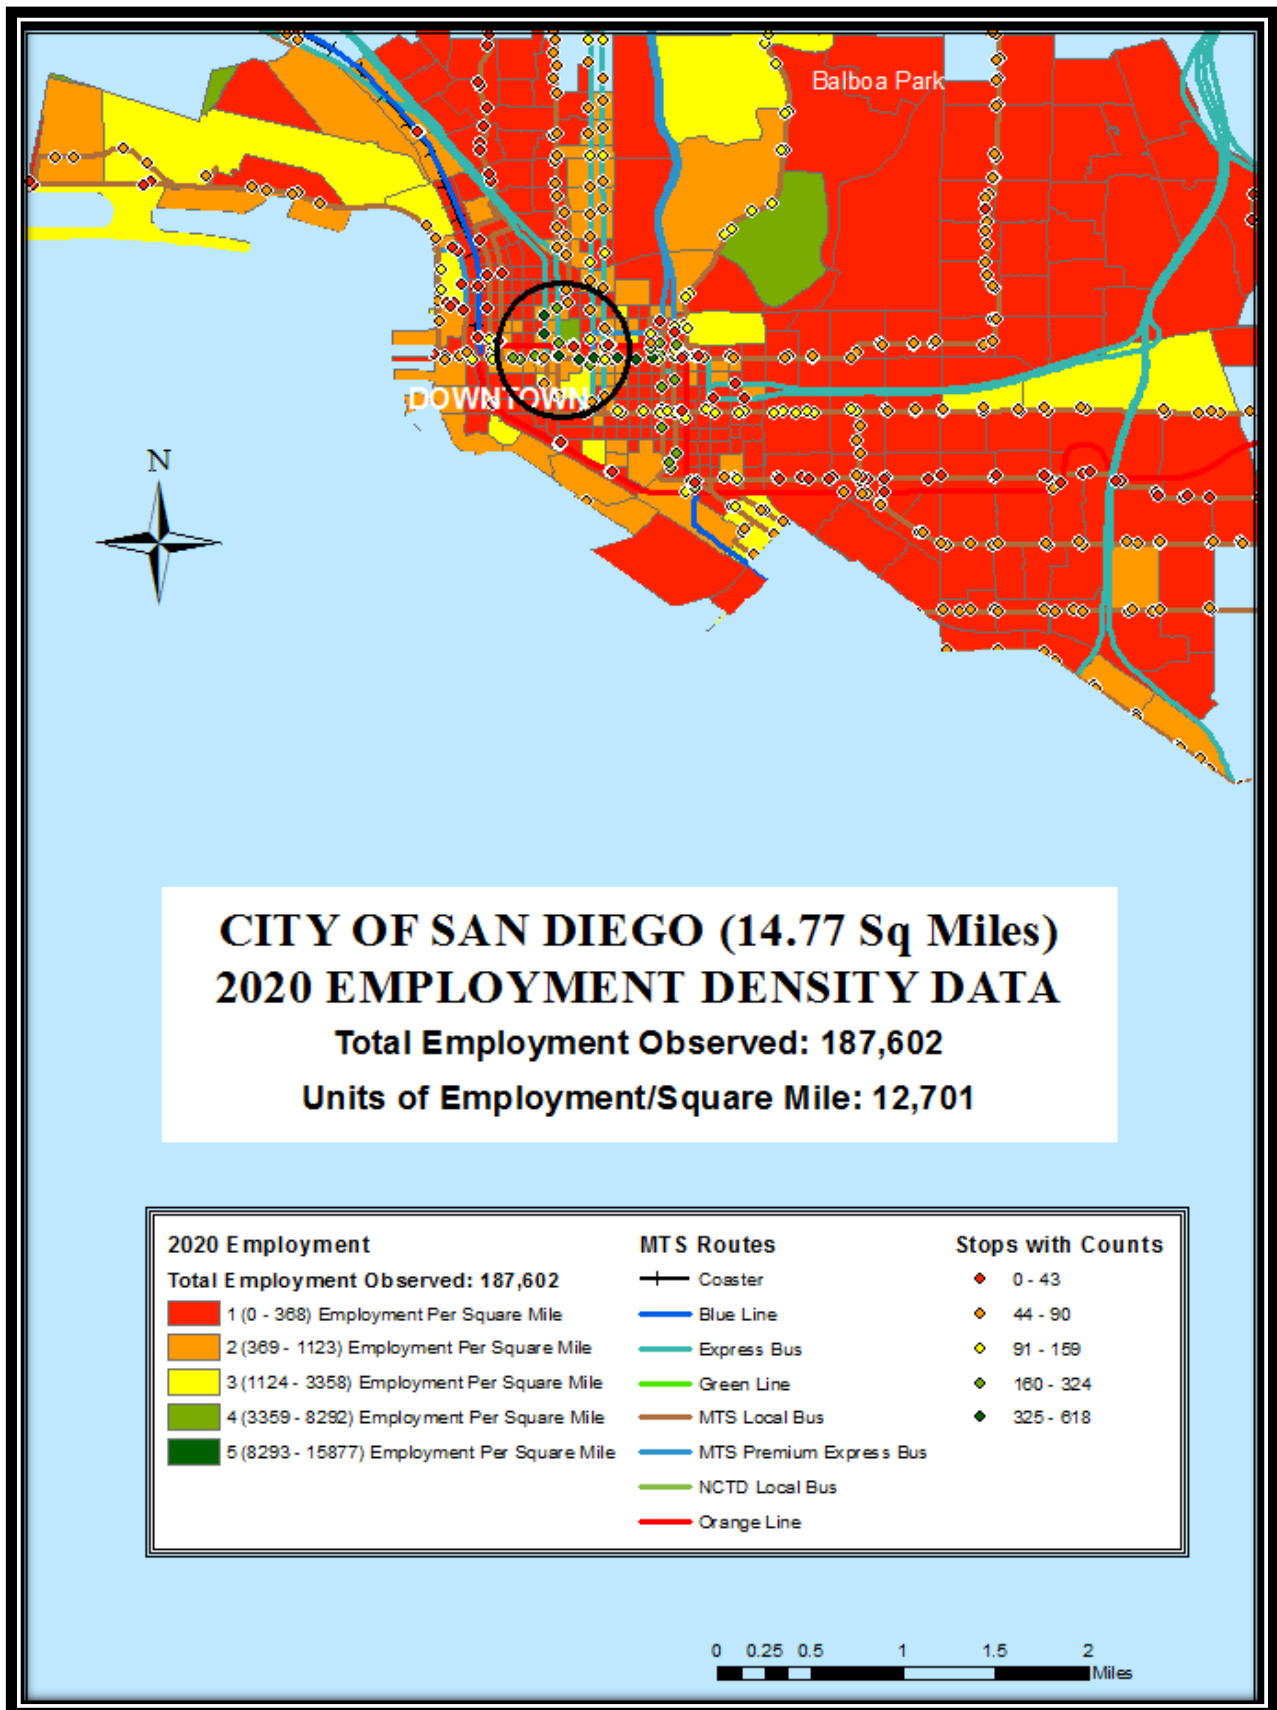 Balboa Park
DOWNTOWN
N
CITY OF SAN DIEGO (14.77 Sq Miles)
2020 EMPLOYMENT DENSITY DATA
Total Employment Observed: 187,602
Units of Employment/Square Mile: 12,701
2020 Employment
Total Employment Observed: 187,602
1 (0 - 368) Employment Per Square Mile
2 (369 - 1123) Employment Per Square Mile
3 (1124 - 3358) Employment Per Square Mile
4 (3359 - 8292) Employment Per Square Mile
5 (8293 - 15877) Employment Per Square Mile
MTS Routes
Coaster
Blue Line
Express Bus
Green Line
MTS Local Bus
MTS Premium Express Bus
NCTD Local Bus
Orange Line
Stops with Counts
0 - 43
44 - 90
91 - 159
160 - 324
325 - 618
0 0.25 0.5 1 1.5 2
Miles